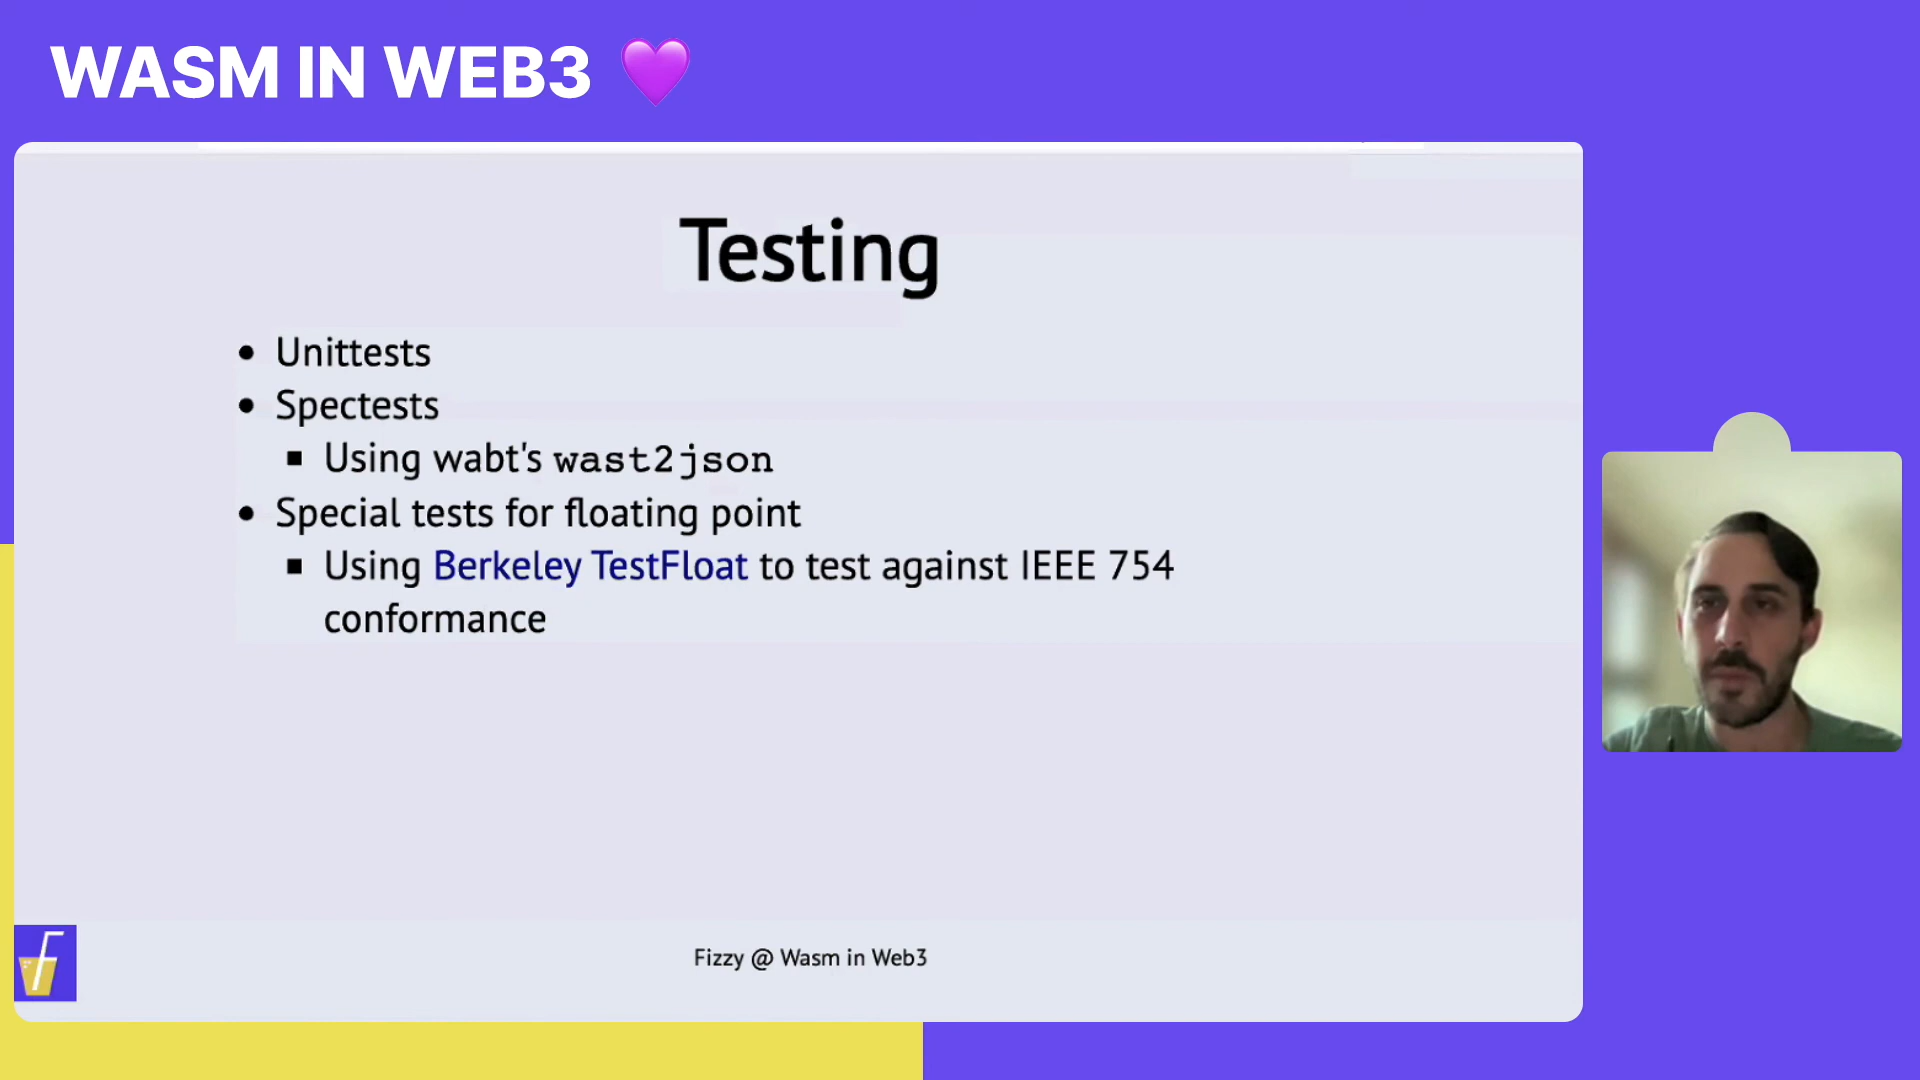 WASM IN WEB3 💜
Testing
• Unittests
• Spectests
▪ Using wabt's wast2json
• Special tests for floating point
▪ Using Berkeley TestFloat to test against IEEE 754
conformance
Fizzy @ Wasm in Web3